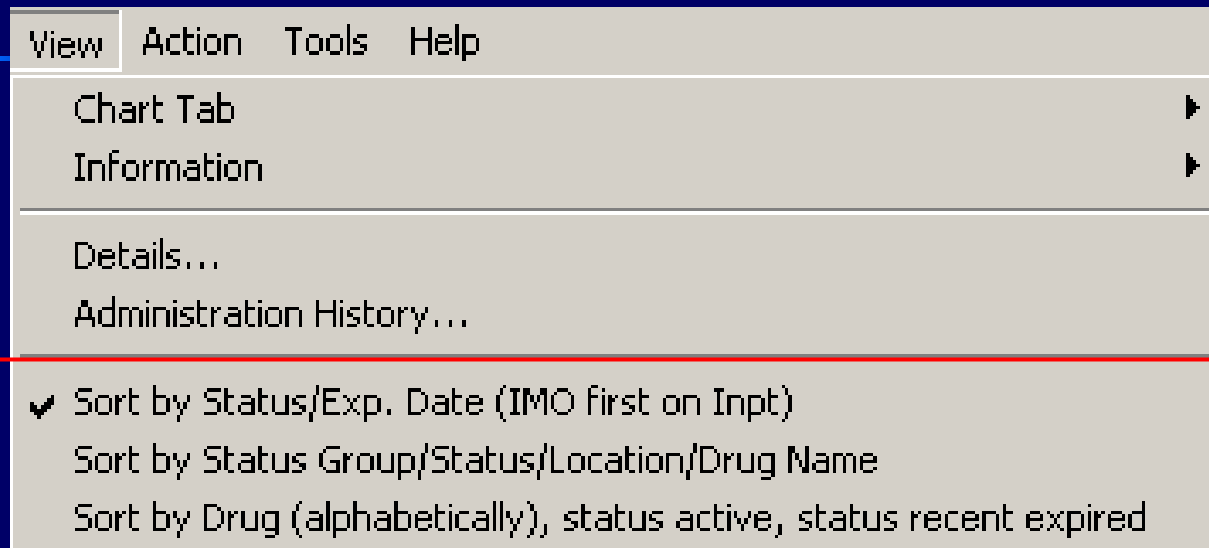 View Action Tools Help
Chart Tab
Information
Details...
Administration History...
Sort by Status/Exp. Date (IMO first on Inpt)
Sort by Status Group/Status/Location/Drug Name
Sort by Drug (alphabetically), status active, status recent expired